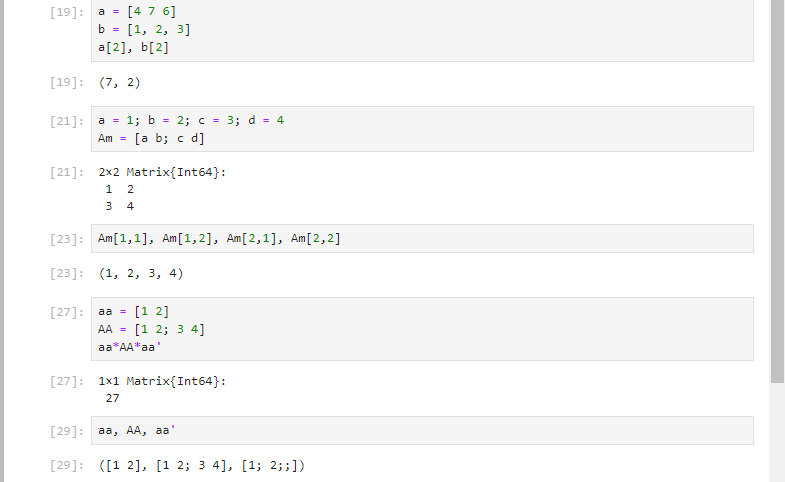 [19]: a = [4 7 6]
b = [1, 2, 3]
a[2], b[2]
[19]: (7, 2)
[21]: a = 1; b = 2; c = 3; d = 4
Am = [a b; c d]
[21]: 2×2 Matrix{Int64}:
1 2
3 4
[23]: Am[1,1], Am[1,2], Am[2,1], Am[2,2]
[23]: (1, 2, 3, 4)
[27]: aa = [1 2]
AA = [1 2; 3 4]
aa*AA*aa'
[27]: 1×1 Matrix{Int64}:
27
[29]: aa, AA, aa'
[29]: ([1 2], [1 2; 3 4], [1; 2;;])